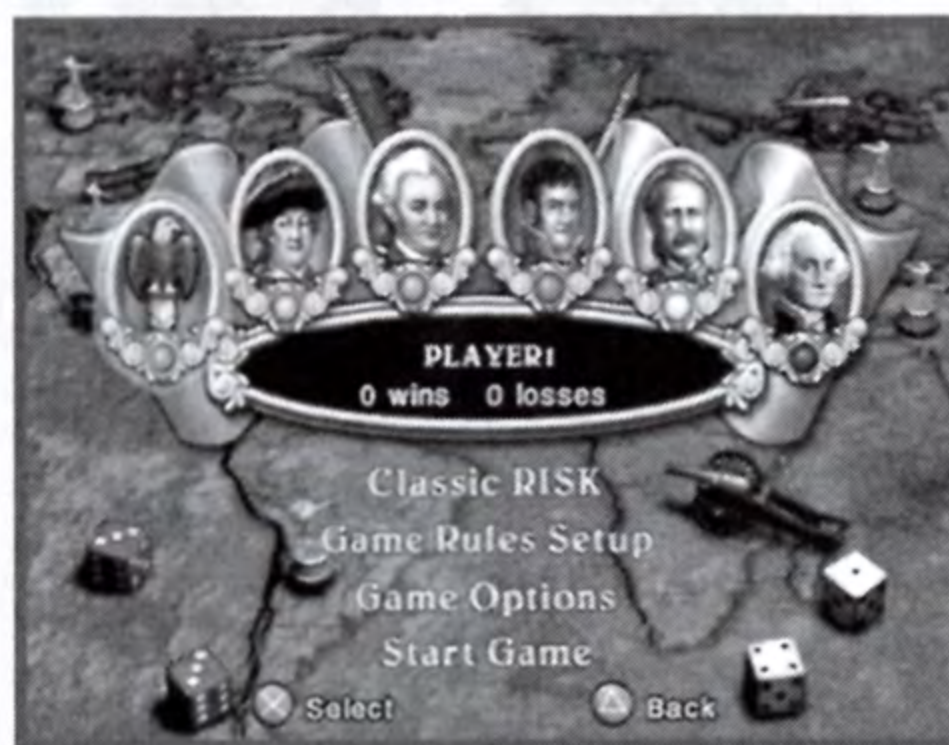 PLAYER1
0 wins 0 losses
Classic RISK
Game Rules Setup
Game Options
Start Game
Select
Back